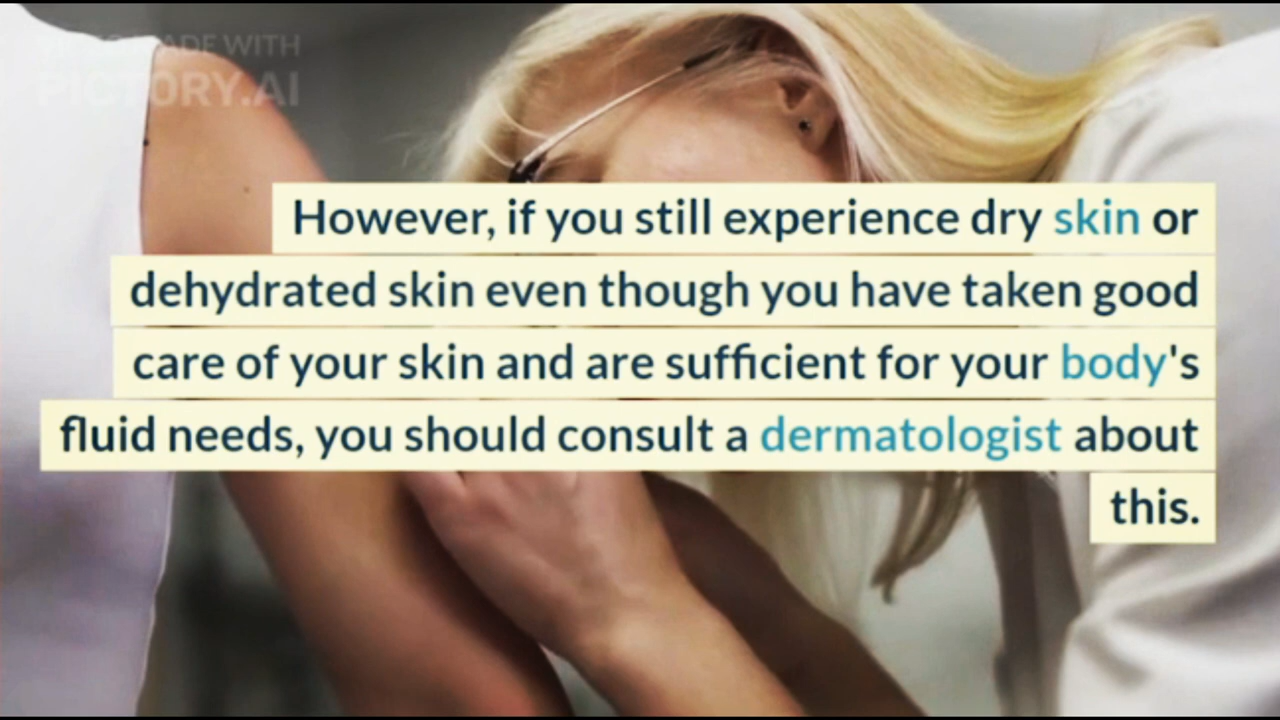 MADE WITH
PICTORY.AI
However, if you still experience dry skin or
dehydrated skin even though you have taken good
care of your skin and are sufficient for your body's
fluid needs, you should consult a dermatologist about
this.